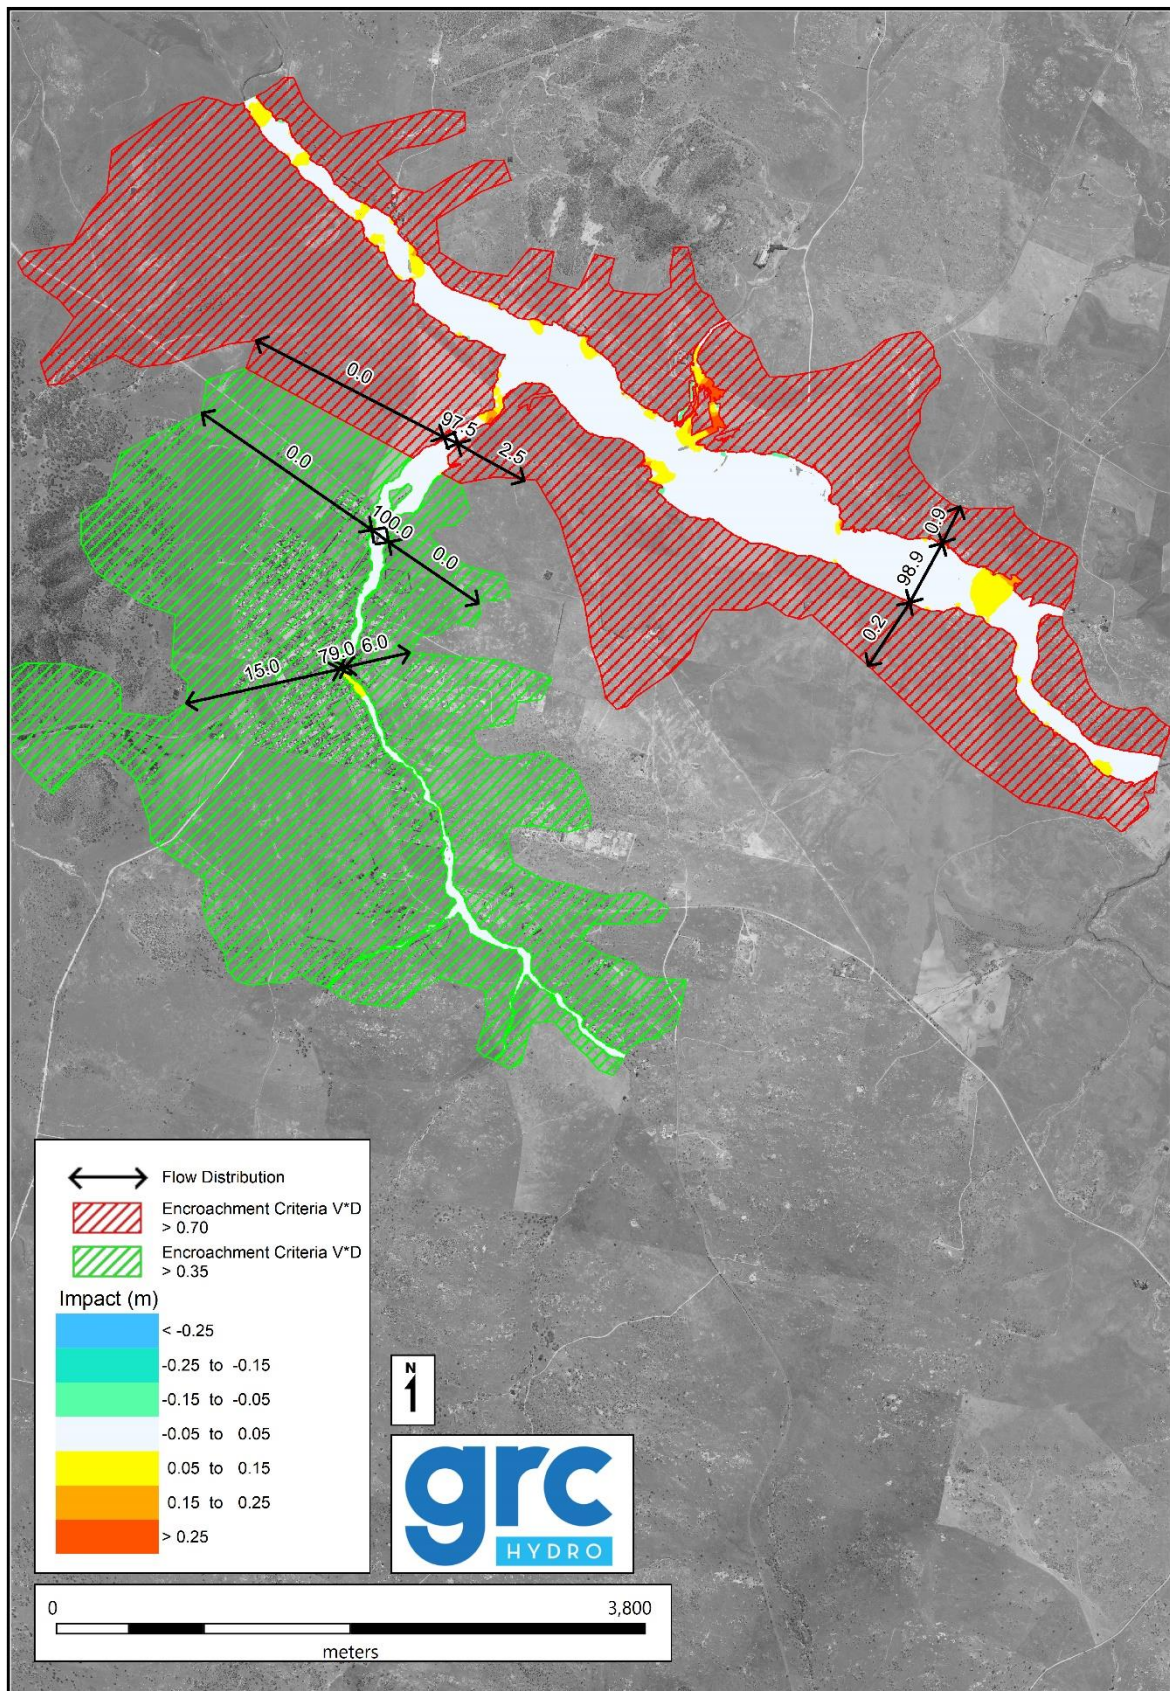 0.0
97.5
2.5
0.0
100.0
0.0
0.9
98.9
0.2
15.0
79.0
6.0
Flow Distribution
Encroachment Criteria V*D
> 0.70
Encroachment Criteria V*D
> 0.35
Impact (m)
< -0.25
-0.25 to -0.15
-0.15 to -0.05
-0.05 to 0.05
0.05 to 0.15
0.15 to 0.25
> 0.25
N
grc
HYDRO
0 3,800
meters